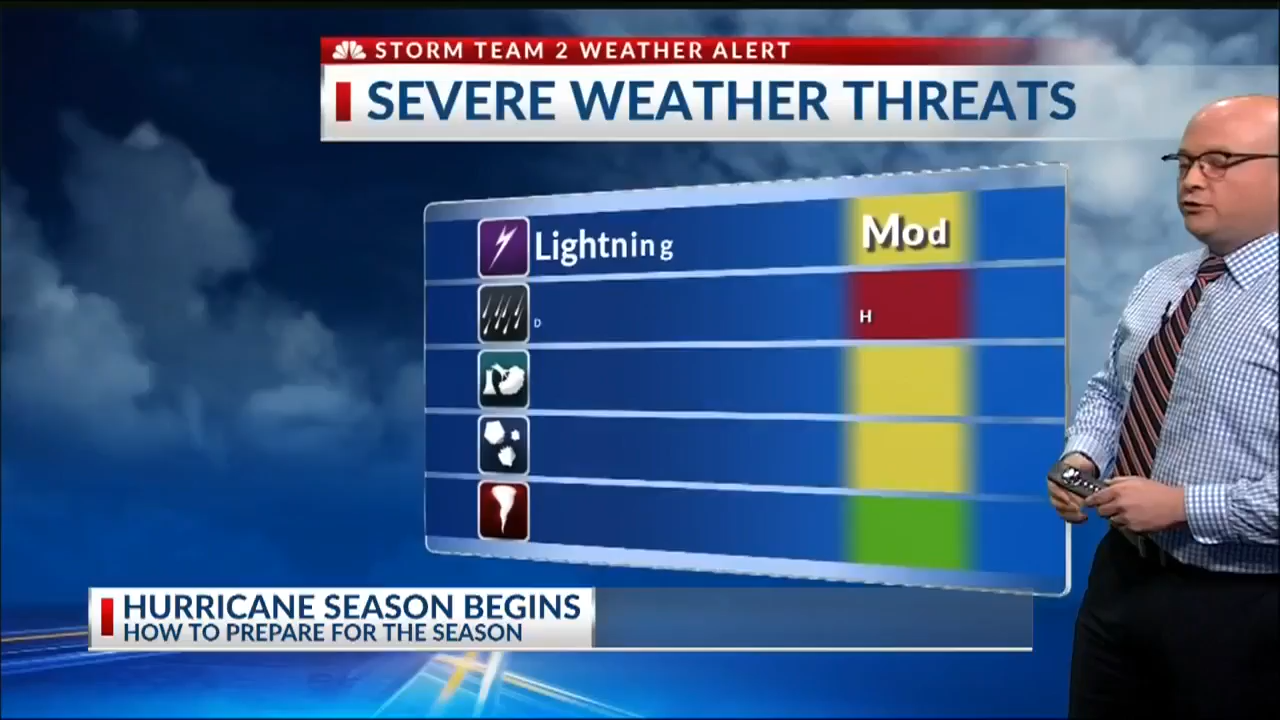 STORM TEAM 2 WEATHER ALERT
SEVERE WEATHER THREATS
Lightning Mod
D H
HURRICANE SEASON BEGINS
HOW TO PREPARE FOR THE SEASON